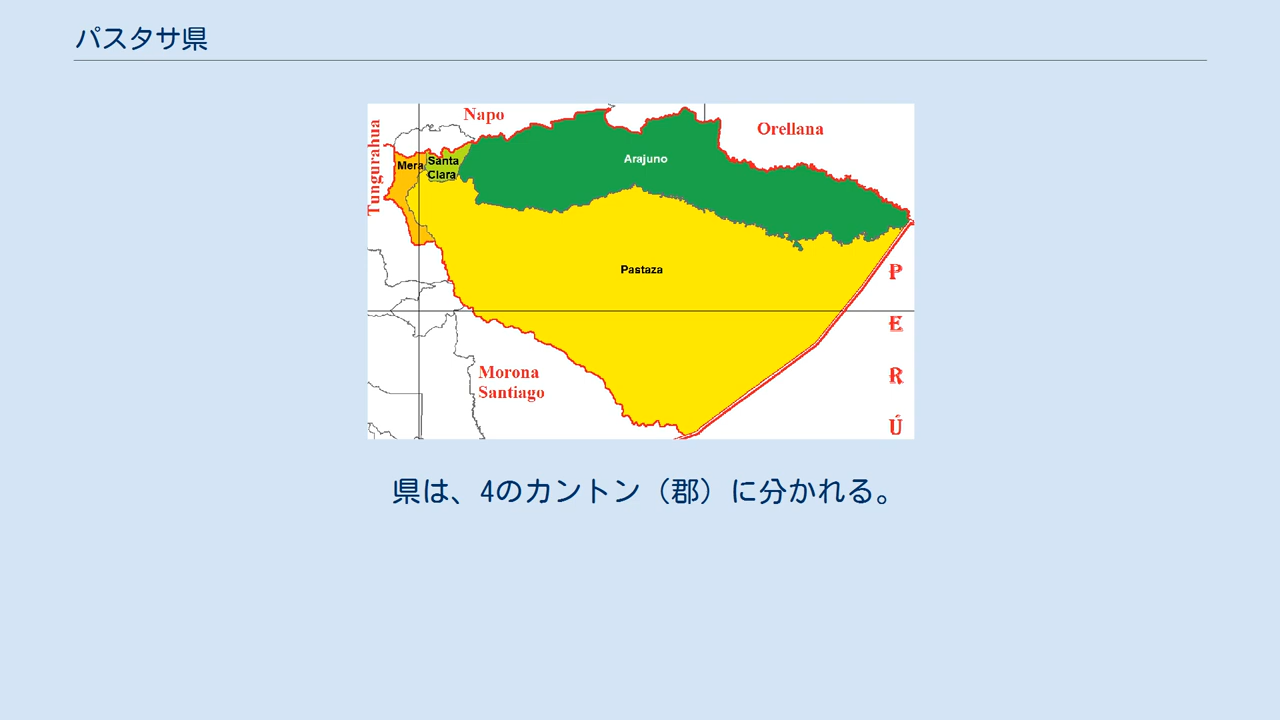 パスタサ県
Napo
Orellana
Tungurahua
Mera
Santa
Clara
Arajuno
Pastaza
P
E
R
Ú
Morona
Santiago
県は、4のカントン（郡）に分かれる。